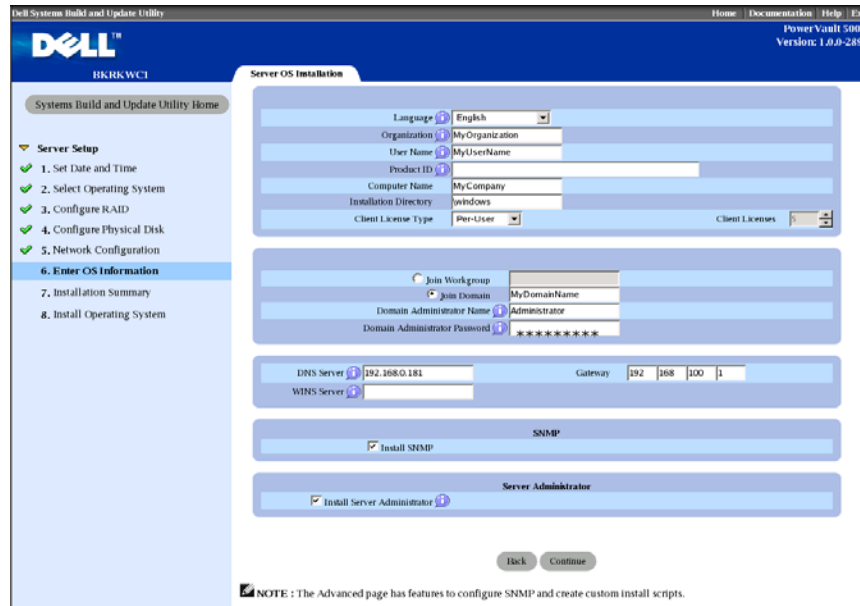 Dell Systems Build and Update Utility
Home Documentation Help
DELL™
PowerVault 500
Version: 1.0.0-289
BKRKWC1
Server OS Installation
Systems Build and Update Utility Home
Server Setup
1. Set Date and Time
2. Select Operating System
3. Configure RAID
4. Configure Physical Disk
5. Network Configuration
6. Enter OS Information
7. Installation Summary
8. Install Operating System
Language English
Organization MyOrganization
User Name MyUserName
Product ID
Computer Name MyCompany
Installation Directory \windows
Client License Type Per-User Client Licenses 5
Join Workgroup
Join Domain MyDomainName
Domain Administrator Name Administrator
Domain Administrator Password *********
DNS Server 192.168.0.181 Gateway 192 168 100 1
WINS Server
SNMP
Install SNMP
Server Administrator
Install Server Administrator
Back Continue
NOTE : The Advanced page has features to configure SNMP and create custom install scripts.